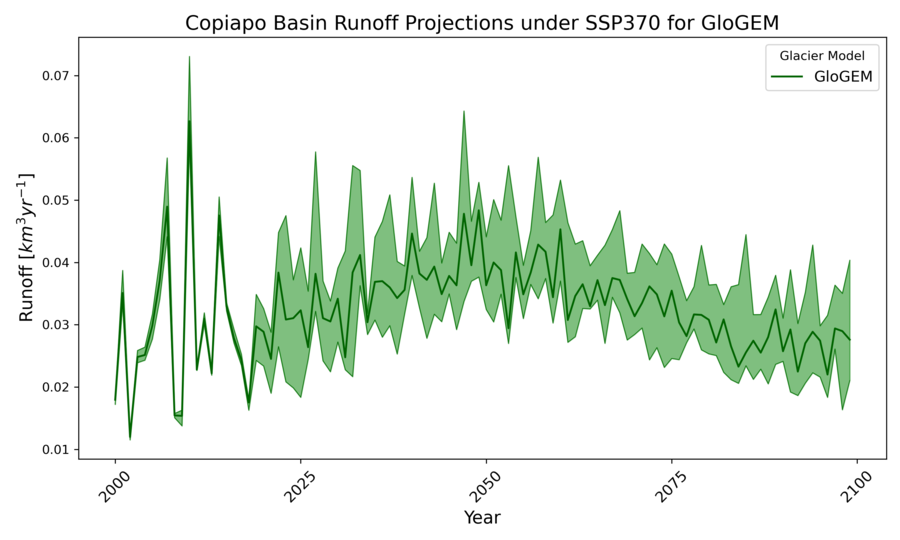 Copiapo Basin Runoff Projections under SSP370 for GloGEM
Glacier Model
GloGEM
Runoff [km³yr⁻¹]
0.07
0.06
0.05
0.04
0.03
0.02
0.01
2000
2025
2050
2075
2100
Year